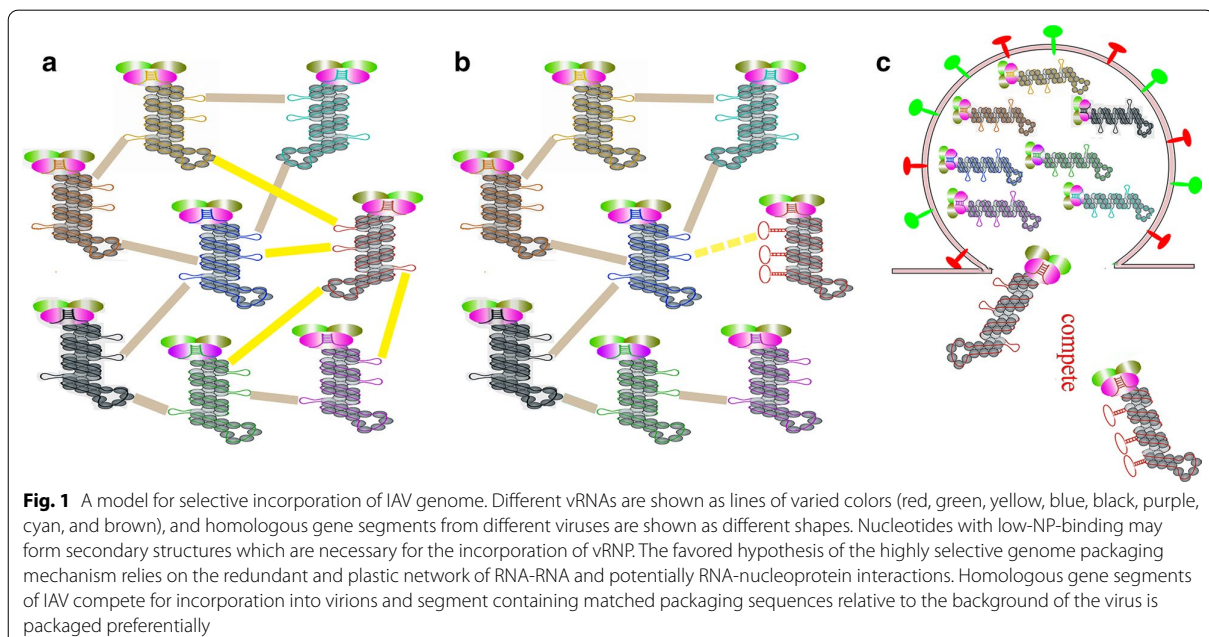 a
b
c
compete
Fig. 1 A model for selective incorporation of IAV genome. Different vRNAs are shown as lines of varied colors (red, green, yellow, blue, black, purple,
cyan, and brown), and homologous gene segments from different viruses are shown as different shapes. Nucleotides with low-NP-binding may
form secondary structures which are necessary for the incorporation of vRNP. The favored hypothesis of the highly selective genome packaging
mechanism relies on the redundant and plastic network of RNA-RNA and potentially RNA-nucleoprotein interactions. Homologous gene segments
of IAV compete for incorporation into virions and segment containing matched packaging sequences relative to the background of the virus is
packaged preferentially